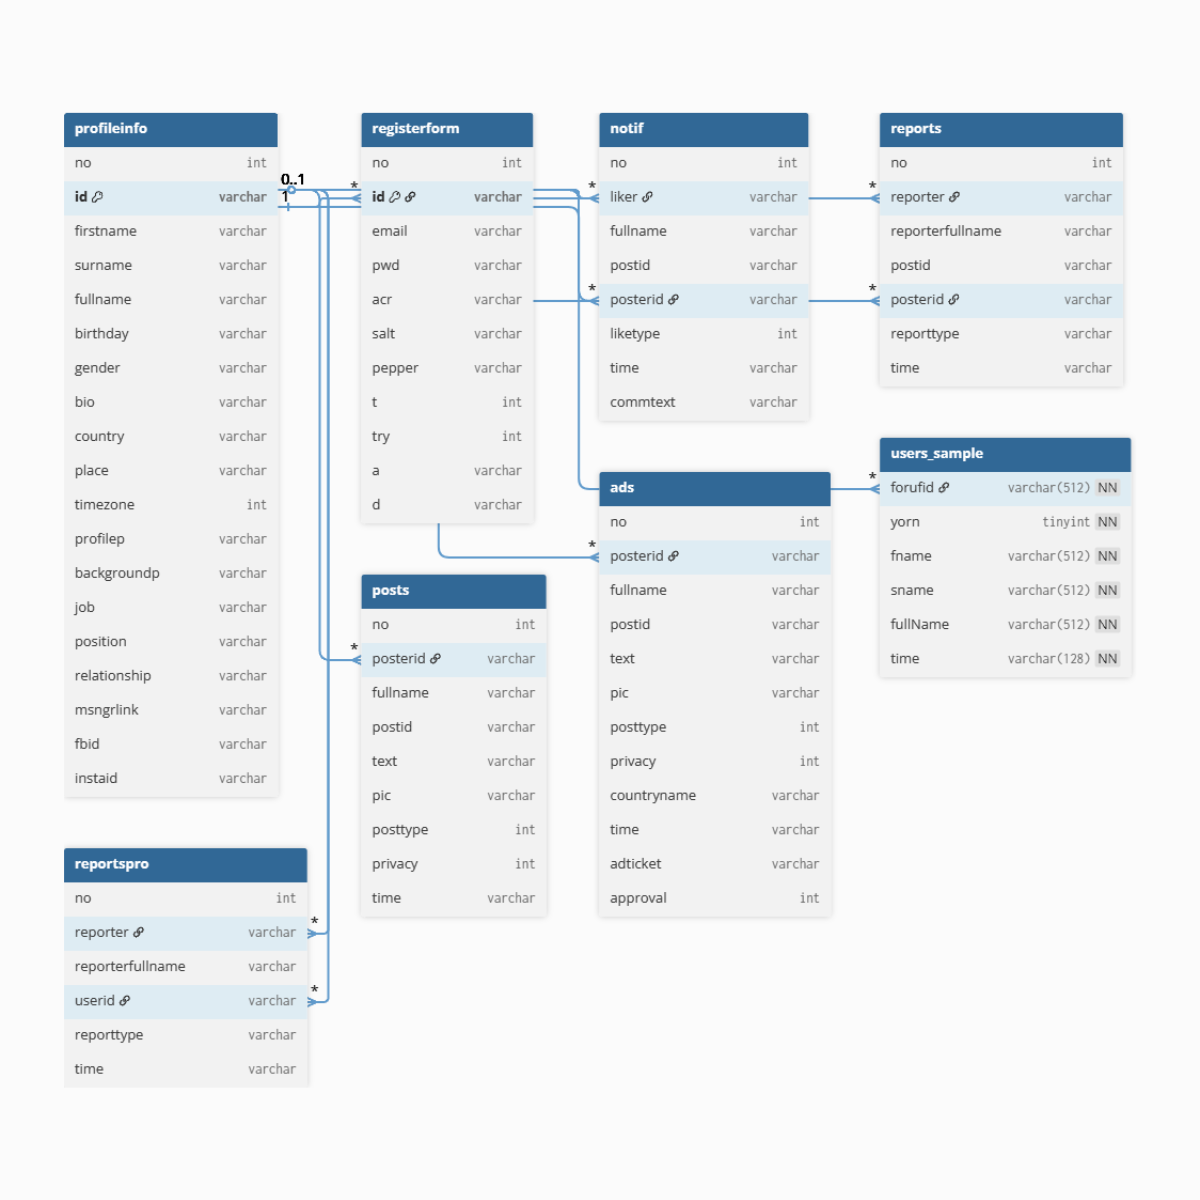 profileinfo
no int
id varchar
firstname varchar
surname varchar
fullname varchar
birthday varchar
gender varchar
bio varchar
country varchar
place varchar
timezone int
profilep varchar
backgroundp varchar
job varchar
position varchar
relationship varchar
msngrlink varchar
fbid varchar
instaid varchar
0..1
1
*
registerform
no int
id varchar
email varchar
pwd varchar
acr varchar
salt varchar
pepper varchar
t int
try int
a varchar
d varchar
*
notif
no int
* liker varchar
fullname varchar
postid varchar
* posterid varchar
liketype int
time varchar
commtext varchar
reports
no int
* reporter varchar
reporterfullname varchar
postid varchar
* posterid varchar
reporttype varchar
time varchar
users_sample
* forufid varchar(512) NN
yorn tinyint NN
fname varchar(512) NN
sname varchar(512) NN
fullName varchar(512) NN
time varchar(128) NN
ads
no int
* posterid varchar
fullname varchar
postid varchar
text varchar
pic varchar
posttype int
privacy int
countryname varchar
time varchar
adticket varchar
approval int
posts
no int
posterid varchar
fullname varchar
postid varchar
text varchar
pic varchar
posttype int
privacy int
time varchar
reportspro
no int
reporter varchar *
reporterfullname varchar
userid varchar *
reporttype varchar
time varchar